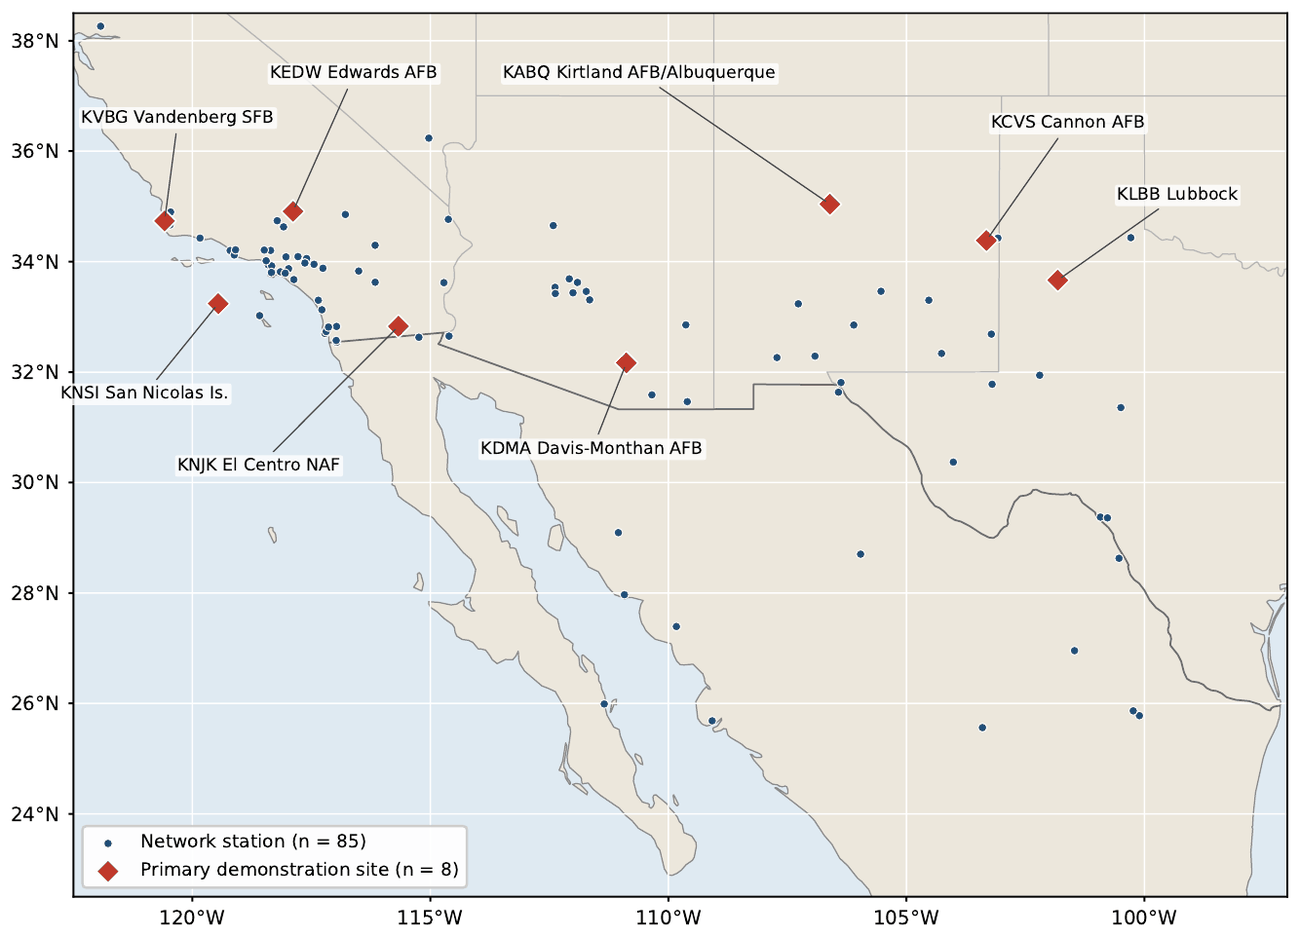 38°N
36°N
34°N
32°N
30°N
28°N
26°N
24°N
KEDW Edwards AFB
KABQ Kirtland AFB/Albuquerque
KVBG Vandenberg SFB
KCVS Cannon AFB
KLBB Lubbock
KNSI San Nicolas Is.
KNJK El Centro NAF
KDMA Davis-Monthan AFB
Network station (n = 85)
Primary demonstration site (n = 8)
120°W
115°W
110°W
105°W
100°W